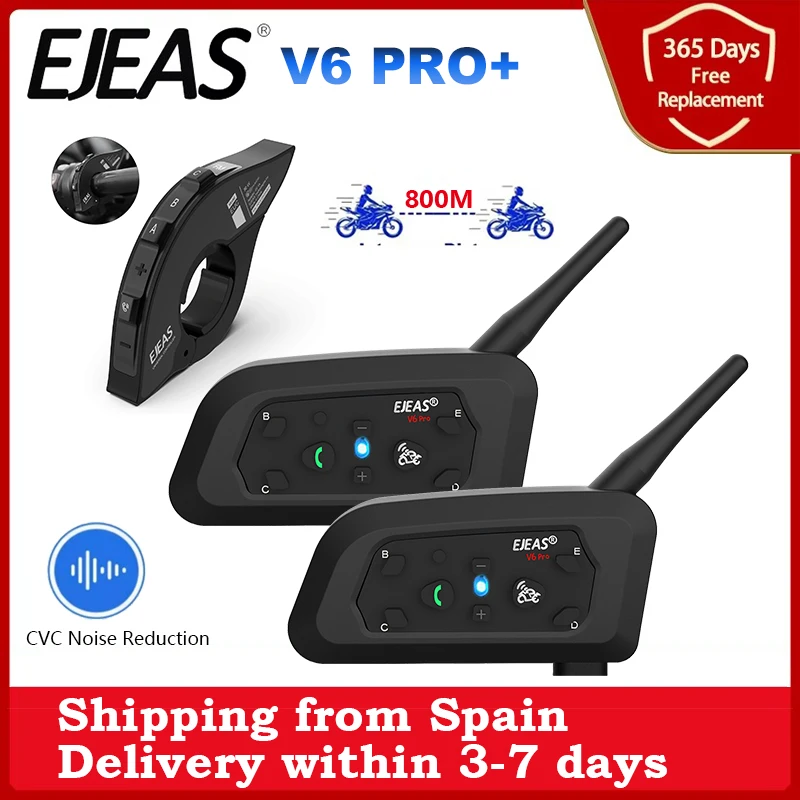 EJEAS®
V6 PRO+
365 Days
Free
Replacement
800M
C
B
A
EJEAS
EJEAS®
V6 Pro
B
E
C
D
EJEAS®
V6 Pro
B
E
C
D
CVC Noise Reduction
Shipping from Spain
Delivery within 3-7 days